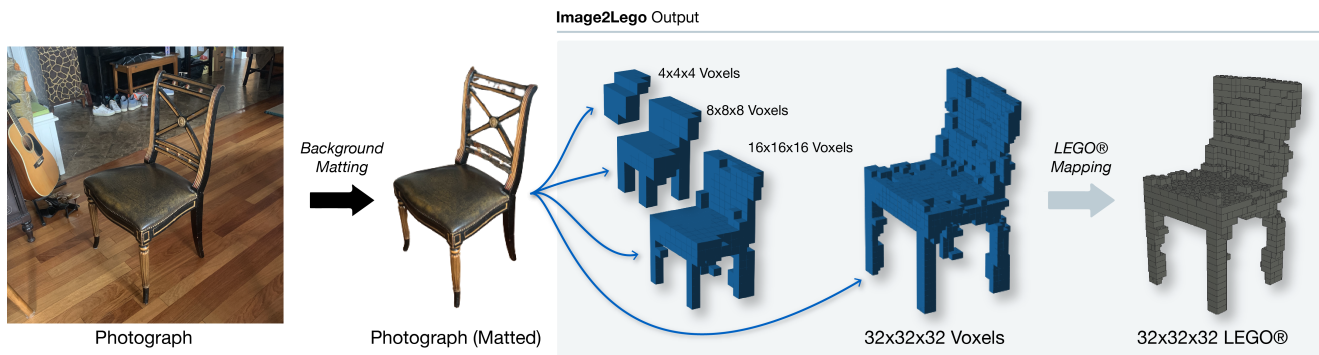 Image2Lego Output
4x4x4 Voxels
8x8x8 Voxels
16x16x16 Voxels
Background
Matting
LEGO®
Mapping
Photograph
Photograph (Matted)
32x32x32 Voxels
32x32x32 LEGO®